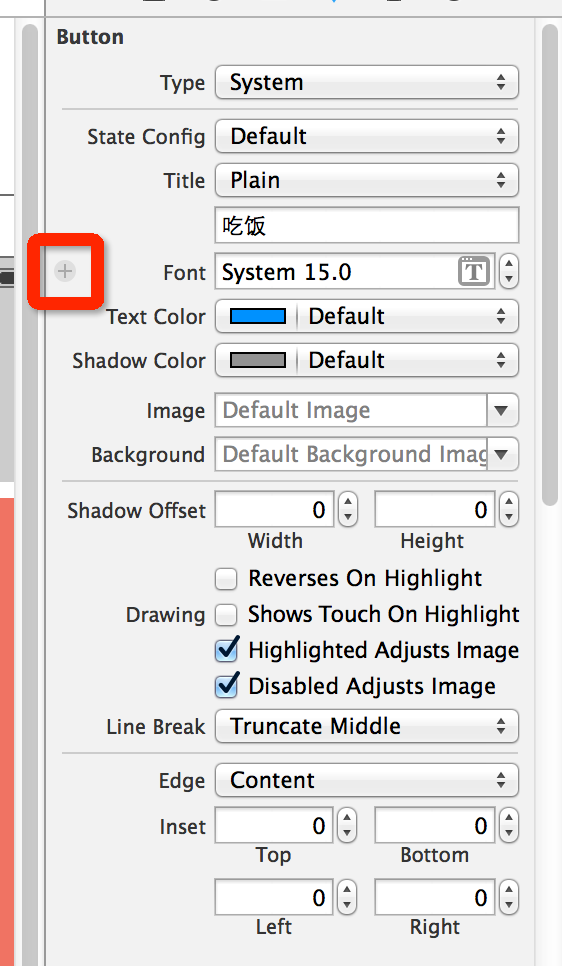 Button
Type System
State Config Default
Title Plain
吃饭
+ Font System 15.0 T
Text Color Default
Shadow Color Default
Image Default Image
Background Default Background Imag
Shadow Offset 0 0
Width Height
Reverses On Highlight
Drawing Shows Touch On Highlight
Highlighted Adjusts Image
Disabled Adjusts Image
Line Break Truncate Middle
Edge Content
Inset 0 0
Top Bottom
0 0
Left Right